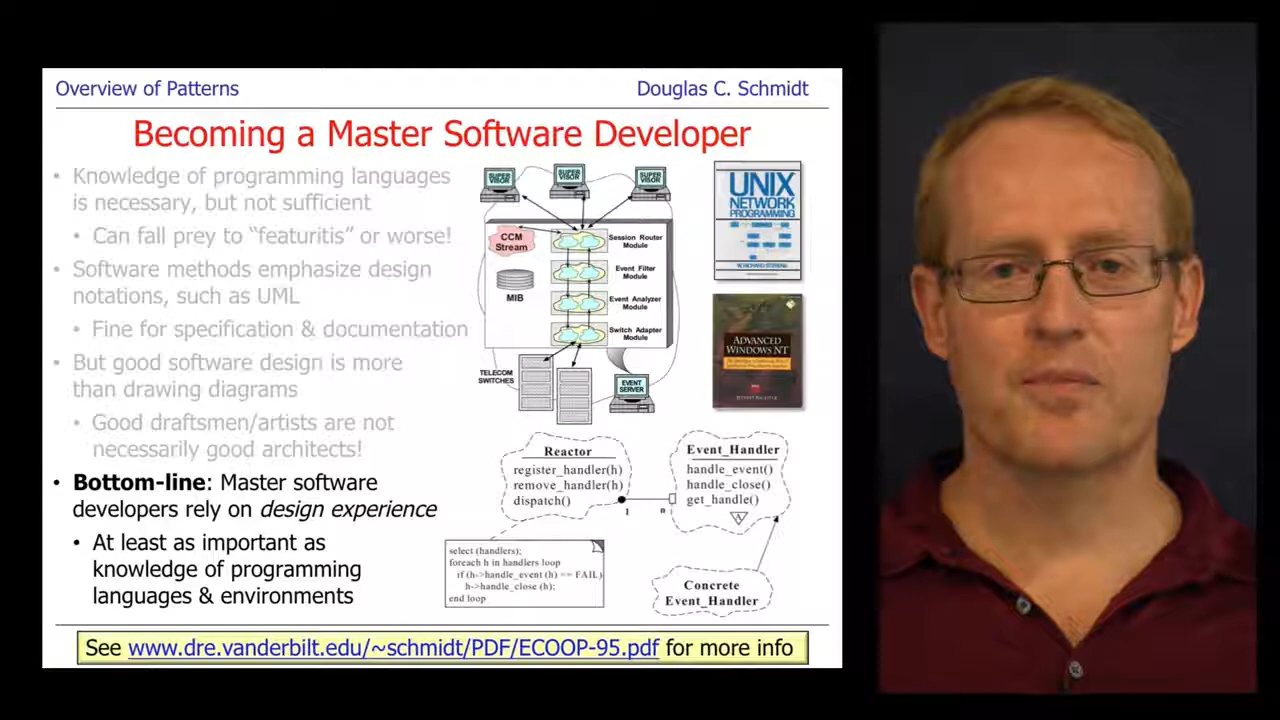 Overview of Patterns
Douglas C. Schmidt
Becoming a Master Software Developer
• Knowledge of programming languages
is necessary, but not sufficient
• Can fall prey to “featuritis” or worse!
• Software methods emphasize design
notations, such as UML
• Fine for specification & documentation
• But good software design is more
than drawing diagrams
• Good draftsmen/artists are not
necessarily good architects!
• Bottom-line: Master software
developers rely on design experience
• At least as important as
knowledge of programming
languages & environments
SUPER
VISOR
SUPER
VISOR
SUPER
VISOR
CCM
Stream
MIB
Session Router
Module
Event Filter
Module
Event Analyzer
Module
Switch Adapter
Module
TELECOM
SWITCHES
EVENT
SERVER
UNIX
NETWORK
PROGRAMMING
W. RICHARD STEVENS
ADVANCED
WINDOWS NT
Reactor
register_handler(h)
remove_handler(h)
dispatch()
1
n
Event_Handler
handle_event()
handle_close()
get_handle()
A
select (handlers);
foreach h in handlers loop
if (h->handle_event (h) == FAIL)
h->handle_close (h);
end loop
Concrete
Event_Handler
See www.dre.vanderbilt.edu/~schmidt/PDF/ECOOP-95.pdf for more info